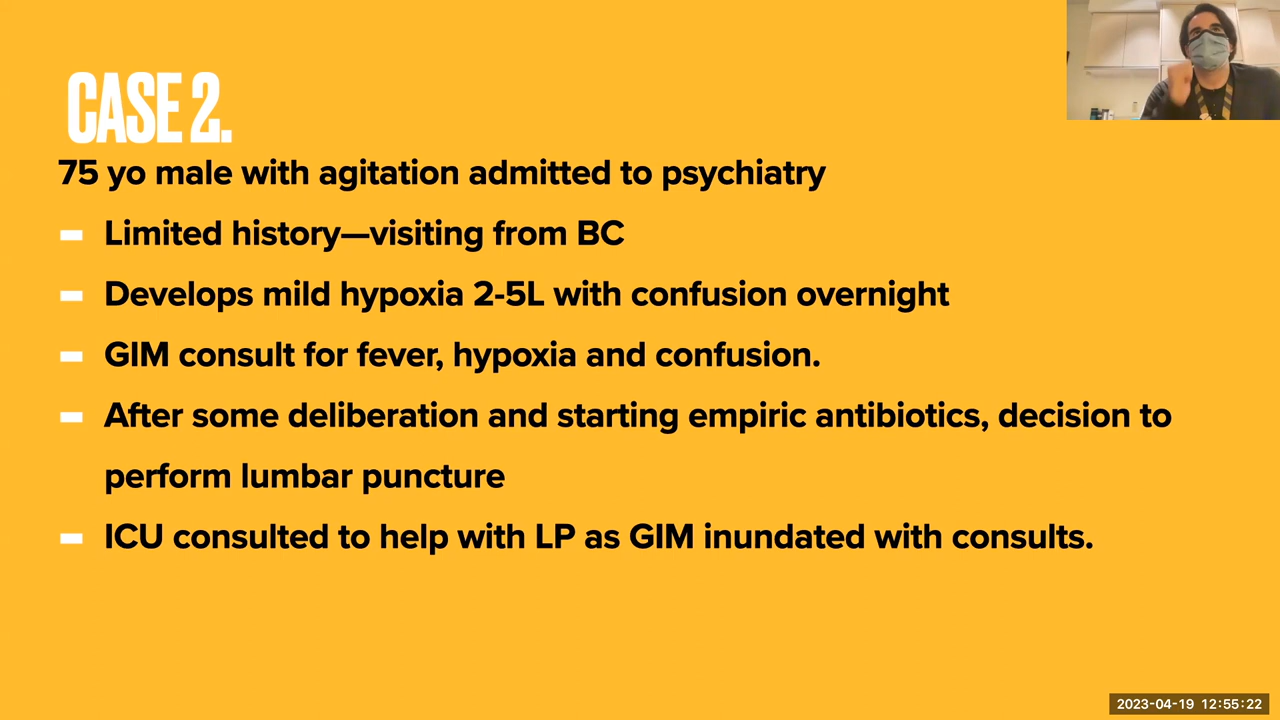 CASE 2.
75 yo male with agitation admitted to psychiatry
Limited history—visiting from BC
Develops mild hypoxia 2-5L with confusion overnight
GIM consult for fever, hypoxia and confusion.
After some deliberation and starting empiric antibiotics, decision to
perform lumbar puncture
ICU consulted to help with LP as GIM inundated with consults.
2023-04-19 12:55:22